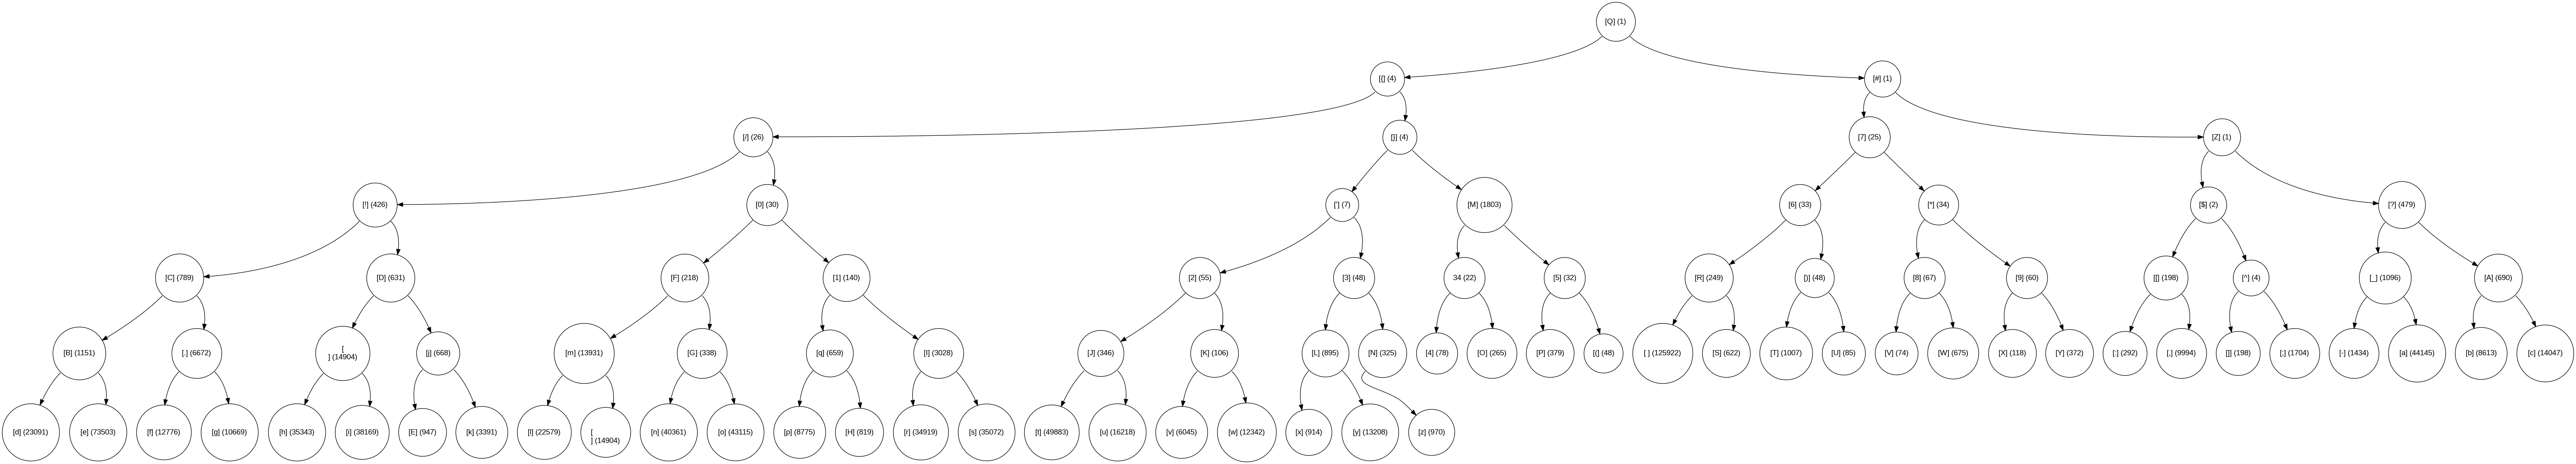 [Q] (1)
[{] (4)
[#] (1)
[/] (26)
[}] (4)
[7] (25)
[Z] (1)
[!] (426)
[0] (30)
['] (7)
[M] (1803)
[6] (33)
[*] (34)
[$] (2)
[?] (479)
[C] (789)
[D] (631)
[F] (218)
[1] (140)
[2] (55)
[3] (48)
34 (22)
[5] (32)
[R] (249)
[)] (48)
[8] (67)
[9] (60)
[[] (198)
[^] (4)
[_] (1096)
[A] (690)
[B] (1151)
[.] (6672)
[
] (14904)
[j] (668)
[m] (13931)
[G] (338)
[q] (659)
[I] (3028)
[J] (346)
[K] (106)
[L] (895)
[N] (325)
[4] (78)
[O] (265)
[P] (379)
[(] (48)
[ ] (125922)
[S] (622)
[T] (1007)
[U] (85)
[V] (74)
[W] (675)
[X] (118)
[Y] (372)
[:] (292)
[,] (9994)
[]] (198)
[;] (1704)
[-] (1434)
[a] (44145)
[b] (8613)
[c] (14047)
[d] (23091)
[e] (73503)
[f] (12776)
[g] (10669)
[h] (35343)
[i] (38169)
[E] (947)
[k] (3391)
[l] (22579)
[
] (14904)
[n] (40361)
[o] (43115)
[p] (8775)
[H] (819)
[r] (34919)
[s] (35072)
[t] (49883)
[u] (16218)
[v] (6045)
[w] (12342)
[x] (914)
[y] (13208)
[z] (970)